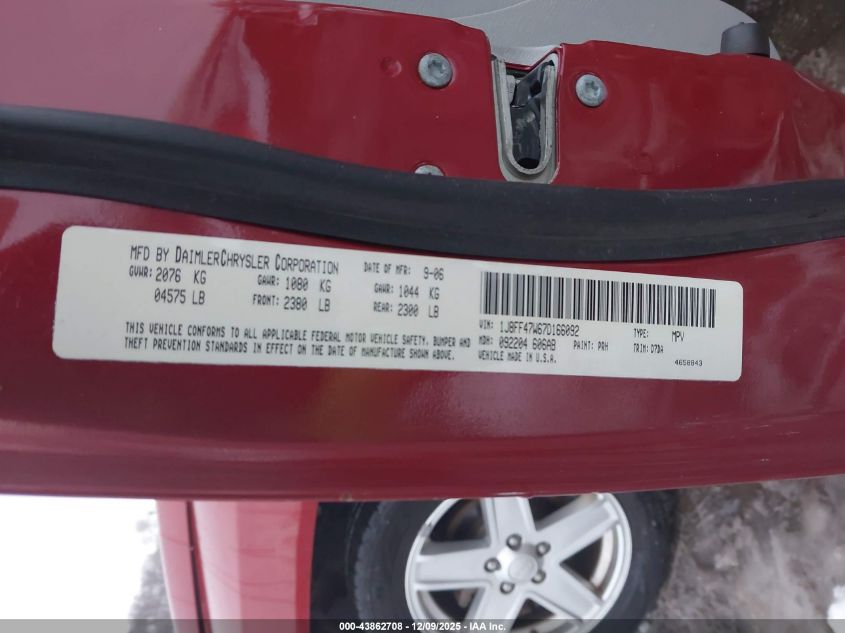 MFD BY DAIMLERCHRYSLER CORPORATION DATE OF MFR: 9-06
GVWR: 2076 KG GAWR: 1080 KG GAWR: 1044 KG
04575 LB FRONT: 2380 LB REAR: 2300 LB
THIS VEHICLE CONFORMS TO ALL APPLICABLE FEDERAL MOTOR VEHICLE SAFETY, BUMPER AND
THEFT PREVENTION STANDARDS IN EFFECT ON THE DATE OF MANUFACTURE SHOWN ABOVE.
VIN: 1J8FF47W67D166092 TYPE: MPV
MDH: 092204 606AB PAINT: PRH TRIM: D7DA
VEHICLE MADE IN U.S.A. 4658843
000-43862708 - 12/09/2025 - IAA Inc.